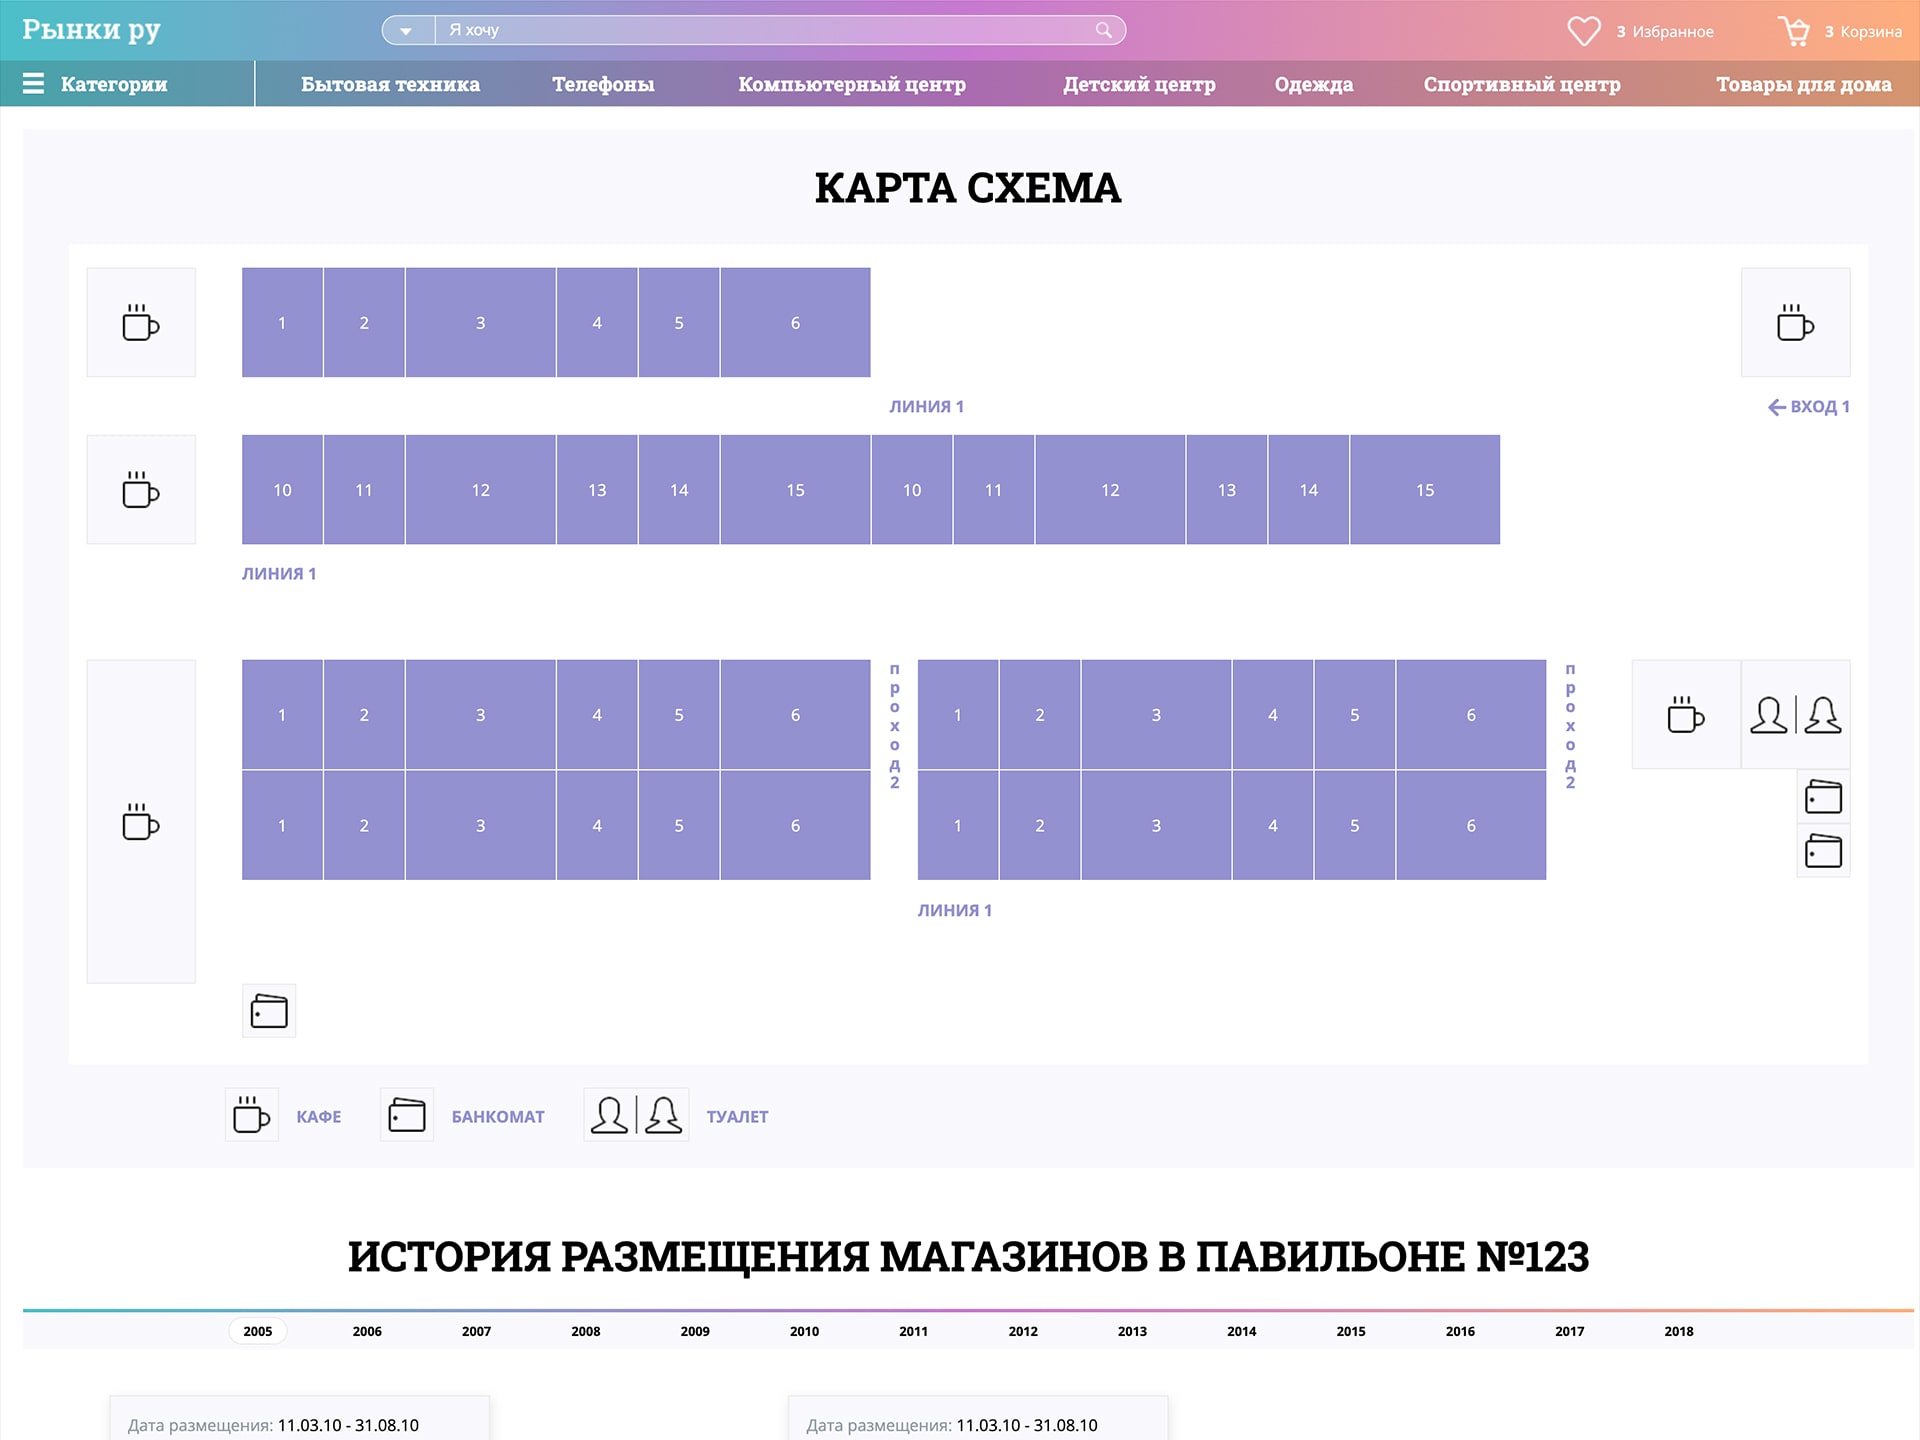 Рынки ру
Я хочу
3 Избранное
3 Корзина
Категории
Бытовая техника
Телефоны
Компьютерный центр
Детский центр
Одежда
Спортивный центр
Товары для дома
КАРТА СХЕМА
1 2 3 4 5 6
ЛИНИЯ 1
ВХОД 1
10 11 12 13 14 15 10 11 12 13 14 15
ЛИНИЯ 1
1 2 3 4 5 6
проход2
1 2 3 4 5 6
проход2
1 2 3 4 5 6
1 2 3 4 5 6
ЛИНИЯ 1
КАФЕ
БАНКОМАТ
ТУАЛЕТ
ИСТОРИЯ РАЗМЕЩЕНИЯ МАГАЗИНОВ В ПАВИЛЬОНЕ №123
2005 2006 2007 2008 2009 2010 2011 2012 2013 2014 2015 2016 2017 2018
Дата размещения: 11.03.10 - 31.08.10
Дата размещения: 11.03.10 - 31.08.10